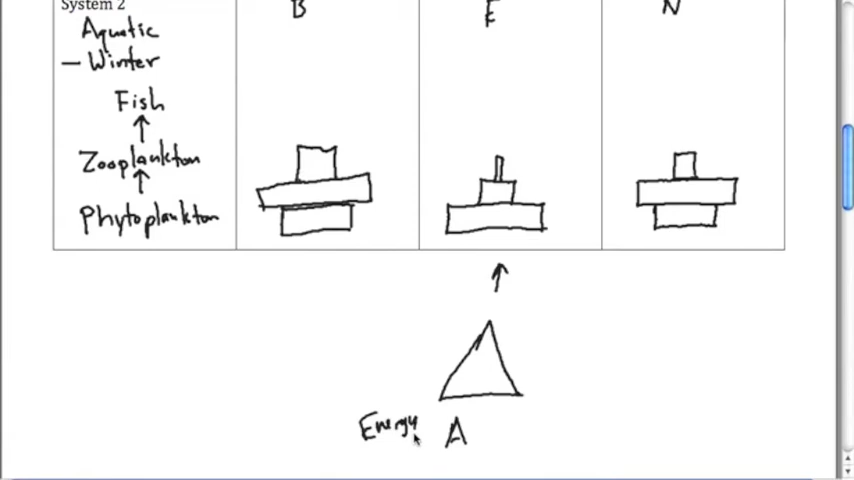 System 2
B
E
N
Aquatic
- Winter
Fish
Zooplankton
Phytoplankton
Energy A